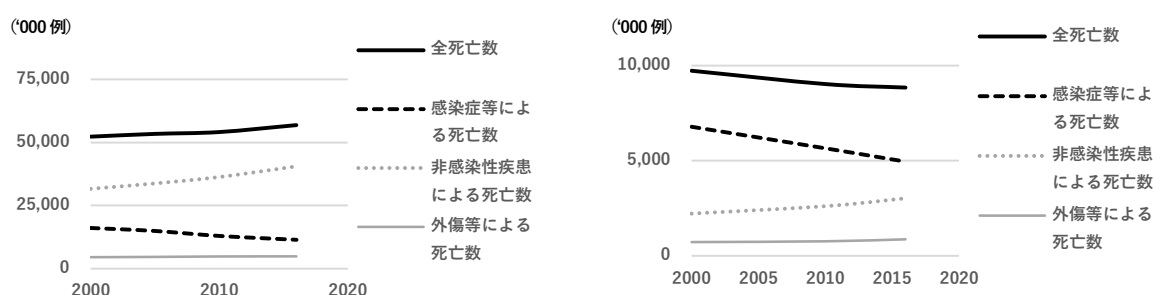 (‘000 例)
全死亡数
75,000
感染症等によ
る死亡数
50,000
非感染性疾患
による死亡数
25,000
外傷等による
死亡数
0
2000 2010 2020
(‘000 例)
全死亡数
10,000
感染症等によ
る死亡数
5,000
非感染性疾患
による死亡数
外傷等による
死亡数
0
2000 2005 2010 2015 2020